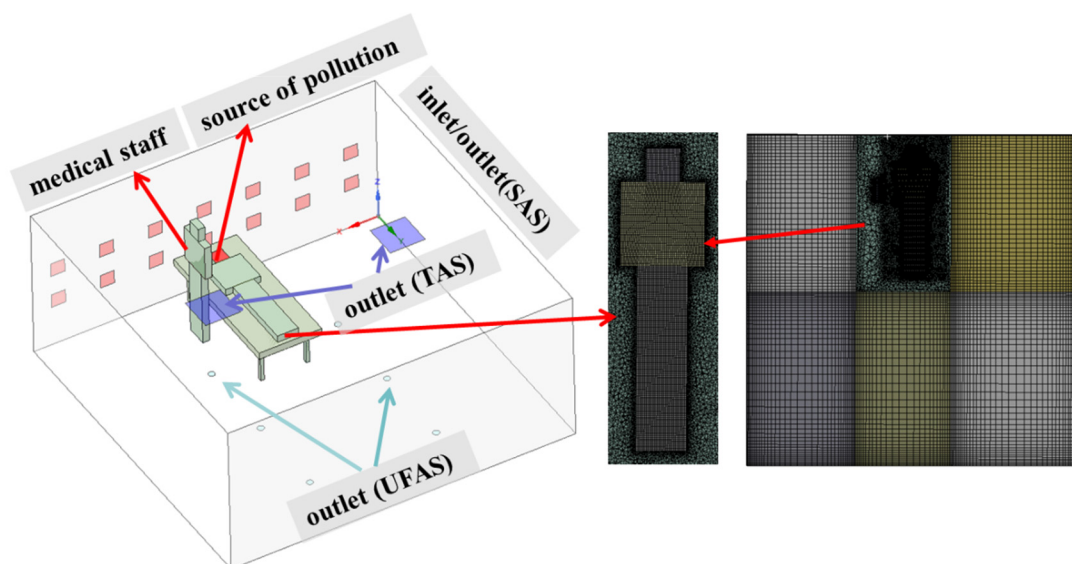 medical staff
source of pollution
inlet/outlet(SAS)
z
x
Y
outlet (TAS)
outlet (UFAS)